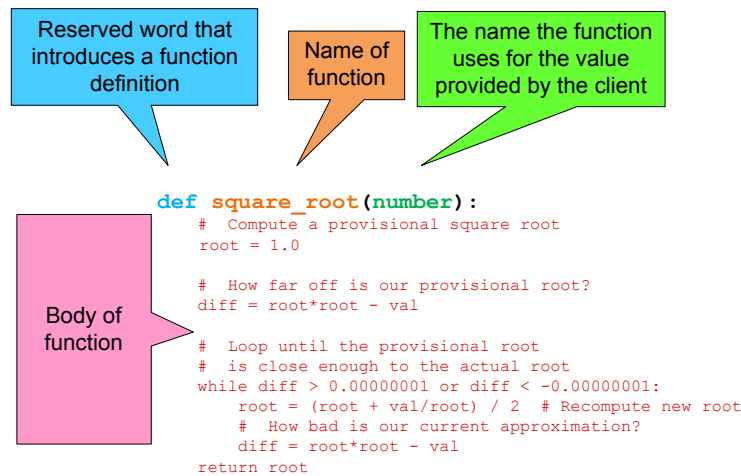 Reserved word that
introduces a function
definition
Name of
function
The name the function
uses for the value
provided by the client
def square_root(number):
# Compute a provisional square root
root = 1.0
# How far off is our provisional root?
diff = root*root - val
# Loop until the provisional root
# is close enough to the actual root
while diff > 0.00000001 or diff < -0.00000001:
root = (root + val/root) / 2 # Recompute new root
# How bad is our current approximation?
diff = root*root - val
return root
Body of
function